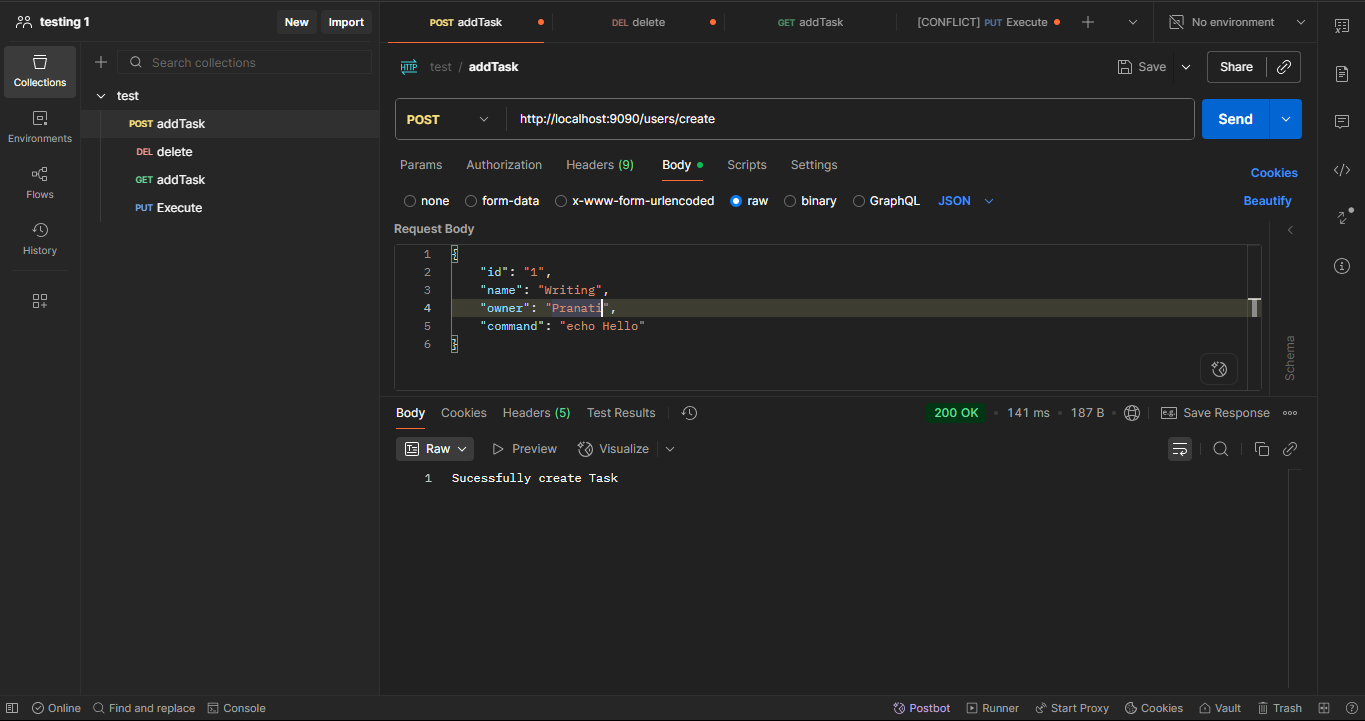 testing 1
New
Import
POST addTask
DEL delete
GET addTask
[CONFLICT] PUT Execute
No environment
Collections
Environments
Flows
History
Search collections
test
POST addTask
DEL delete
GET addTask
PUT Execute
HTTP
test / addTask
Save
Share
POST
http://localhost:9090/users/create
Send
Params
Authorization
Headers (9)
Body
Scripts
Settings
Cookies
none
form-data
x-www-form-urlencoded
raw
binary
GraphQL
JSON
Beautify
Request Body
1 {
2 "id": "1",
3 "name": "Writing",
4 "owner": "Pranati",
5 "command": "echo Hello"
6 }
Schema
Body
Cookies
Headers (5)
Test Results
200 OK
141 ms
187 B
e.g.
Save Response
Raw
Preview
Visualize
1 Sucessfully create Task
Online
Find and replace
Console
Postbot
Runner
Start Proxy
Cookies
Vault
Trash